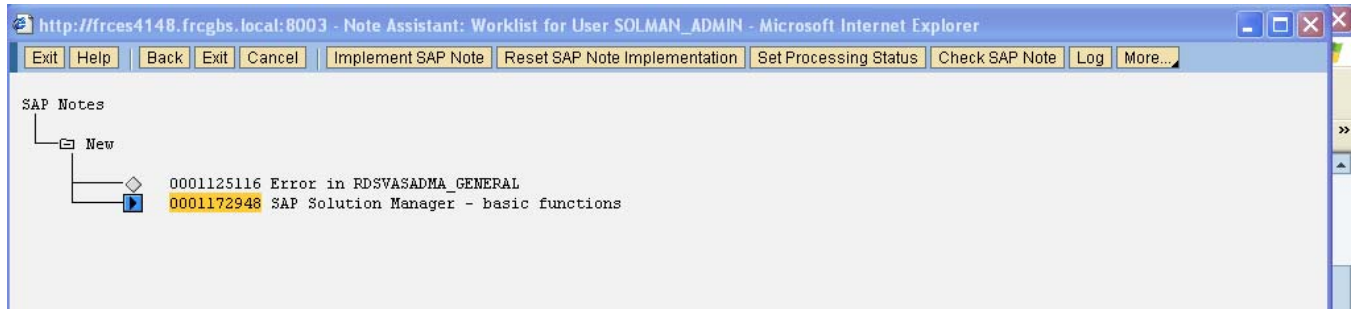 http://frces4148.frcgbs.local:8003 - Note Assistant: Worklist for User SOLMAN_ADMIN - Microsoft Internet Explorer
Exit Help Back Exit Cancel Implement SAP Note Reset SAP Note Implementation Set Processing Status Check SAP Note Log More...
SAP Notes
New
0001125116 Error in RDSVASADMA_GENERAL
0001172948 SAP Solution Manager - basic functions